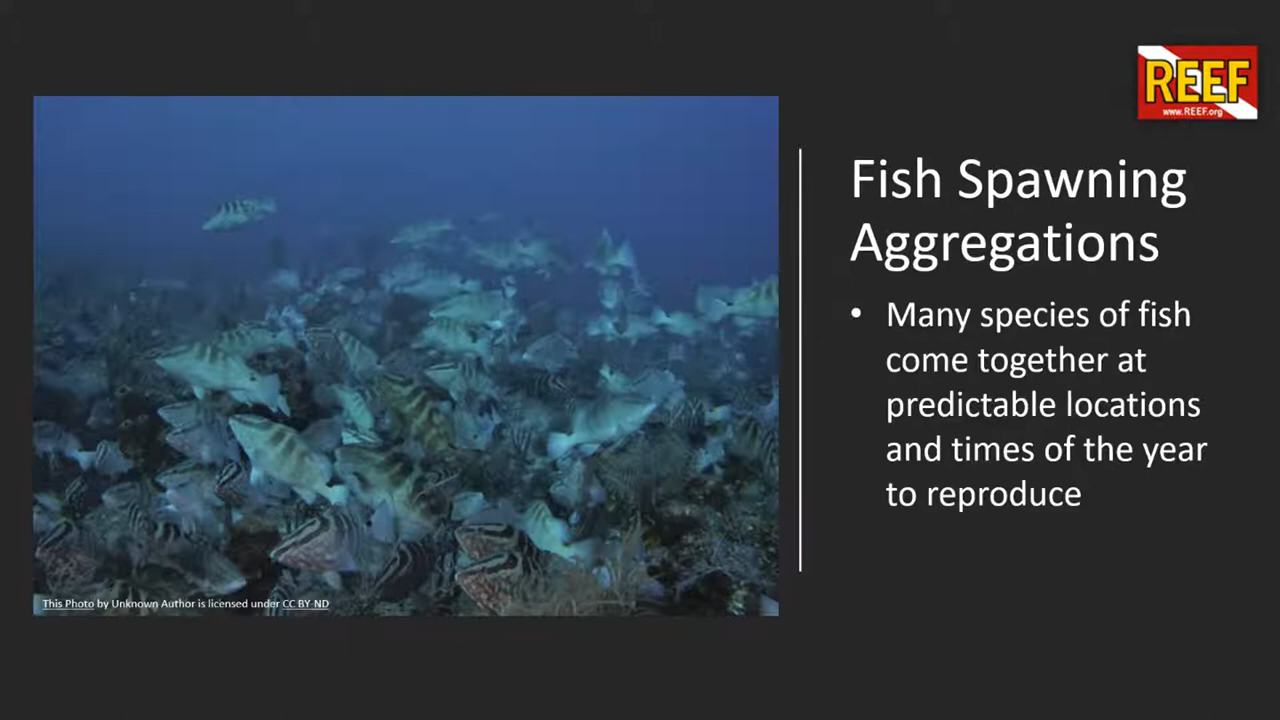 REEF
www.REEF.org
Fish Spawning
Aggregations
• Many species of fish
come together at
predictable locations
and times of the year
to reproduce
This Photo by Unknown Author is licensed under CC BY-ND